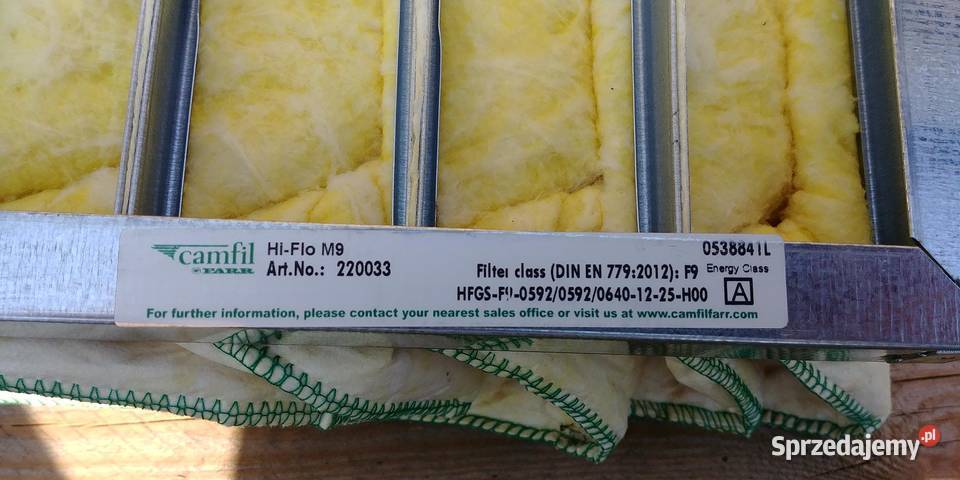 camfil
FARR
Hi-Flo M9
Art.No.: 220033
0538841L
Filter class (DIN EN 779:2012): F9
Energy Class
HFGS-F9-0592/0592/0640-12-25-H00
A
For further information, please contact your nearest sales office or visit us at www.camfilfarr.com
Sprzedajemy.pl